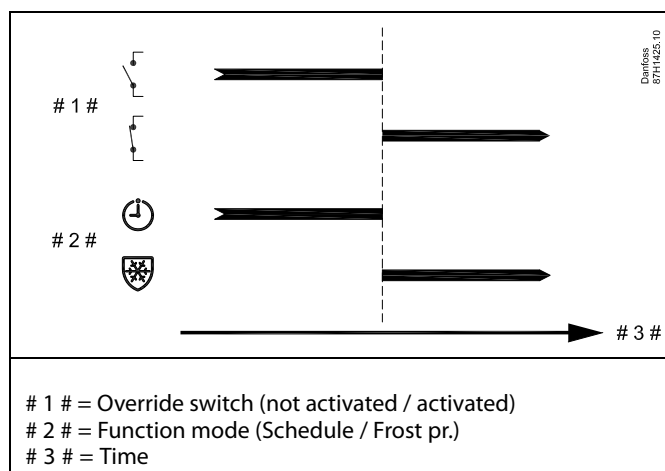 Danfoss
87H1425.10
# 1 #
# 2 #
# 3 #
# 1 # = Override switch (not activated / activated)
# 2 # = Function mode (Schedule / Frost pr.)
# 3 # = Time